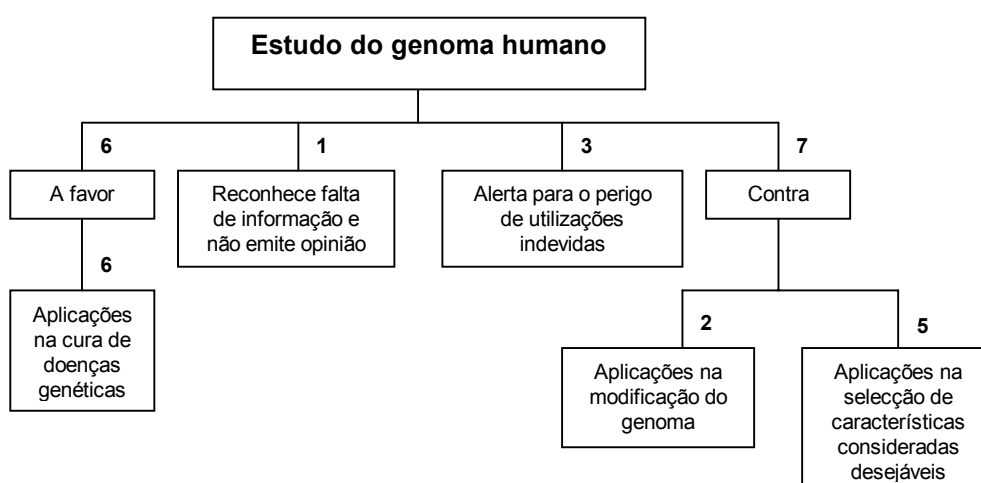 Estudo do genoma humano
6
1
3
7
A favor
Reconhece falta
de informação e
não emite opinião
Alerta para o perigo
de utilizações
indevidas
Contra
6
Aplicações
na cura de
doenças
genéticas
2
5
Aplicações na
modificação do
genoma
Aplicações na
selecção de
características
consideradas
desejáveis